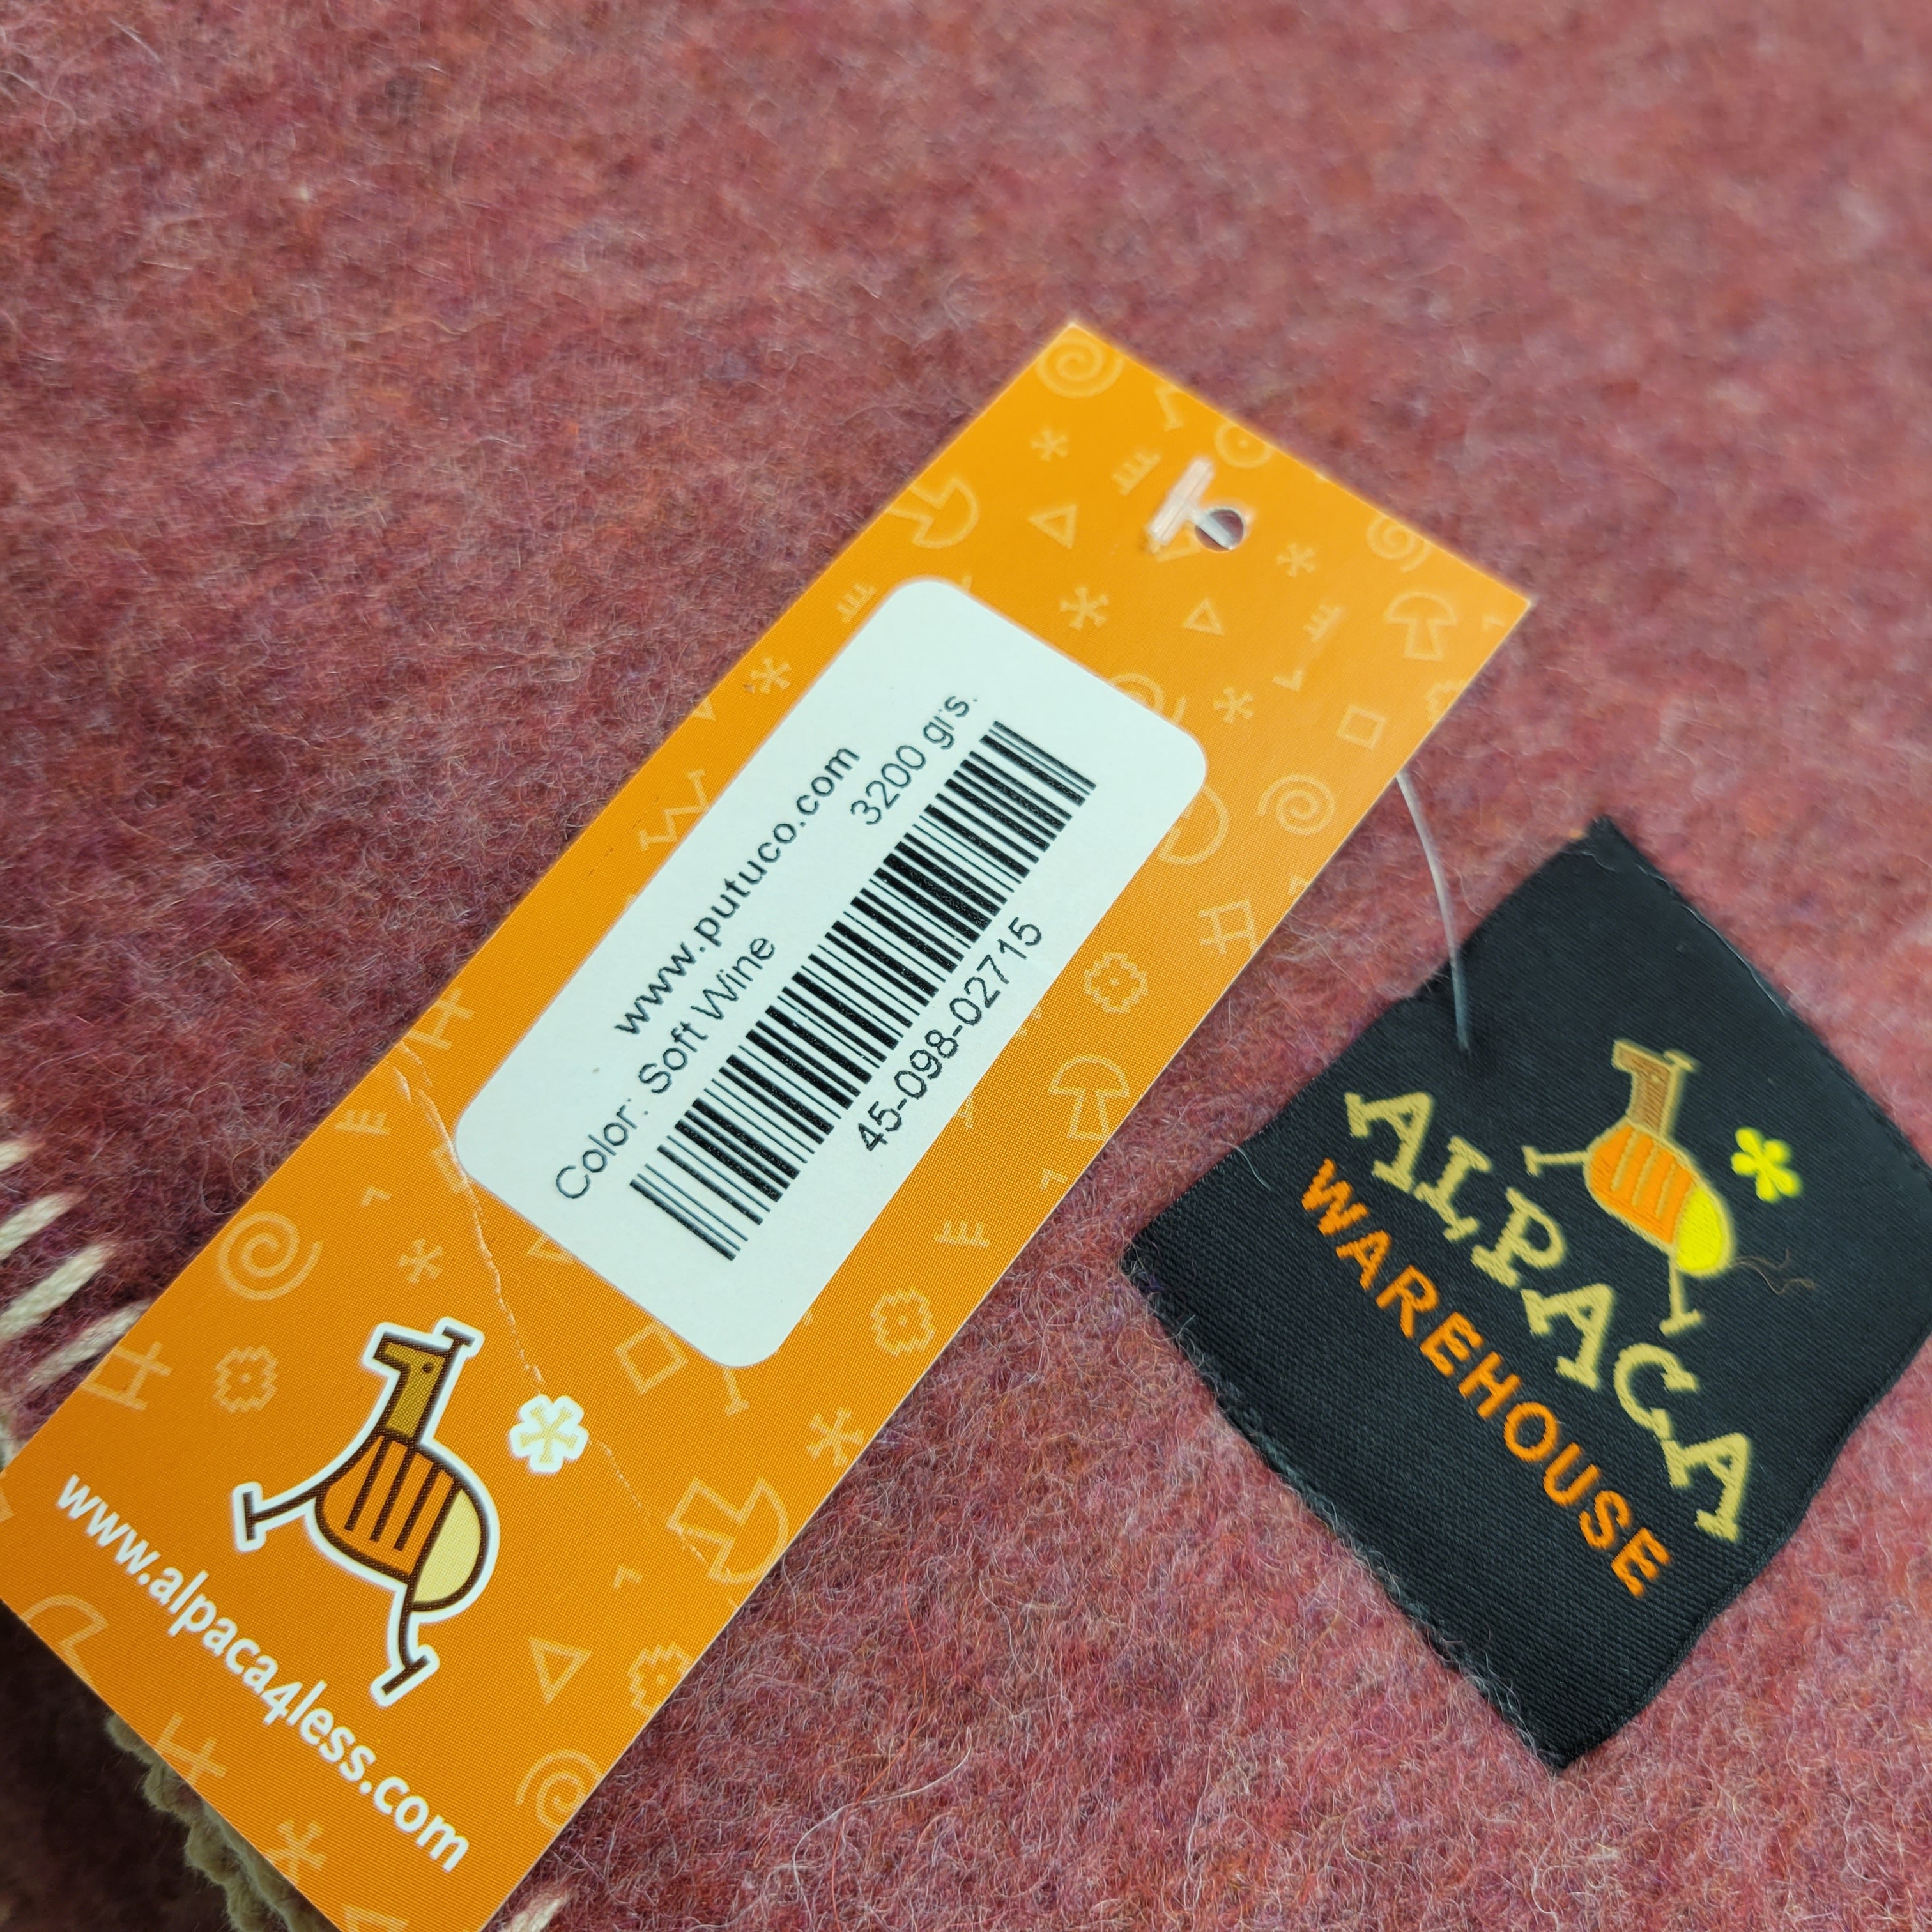 www.putuco.com
3200 grs.
Color: Soft Wine
45-098-02715
www.alpaca4less.com
ALPACA
WAREHOUSE